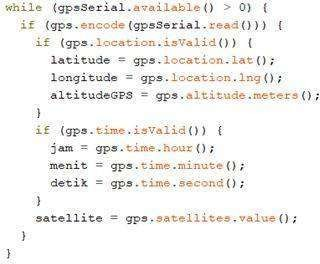 while (gpsSerial.available() > 0) {
  if (gps.encode(gpsSerial.read())) {
    if (gps.location.isValid()) {
      latitude = gps.location.lat();
      longitude = gps.location.lng();
      altitudeGPS = gps.altitude.meters();
    }
    if (gps.time.isValid()) {
      jam = gps.time.hour();
      menit = gps.time.minute();
      detik = gps.time.second();
    }
    satellite = gps.satellites.value();
  }
}